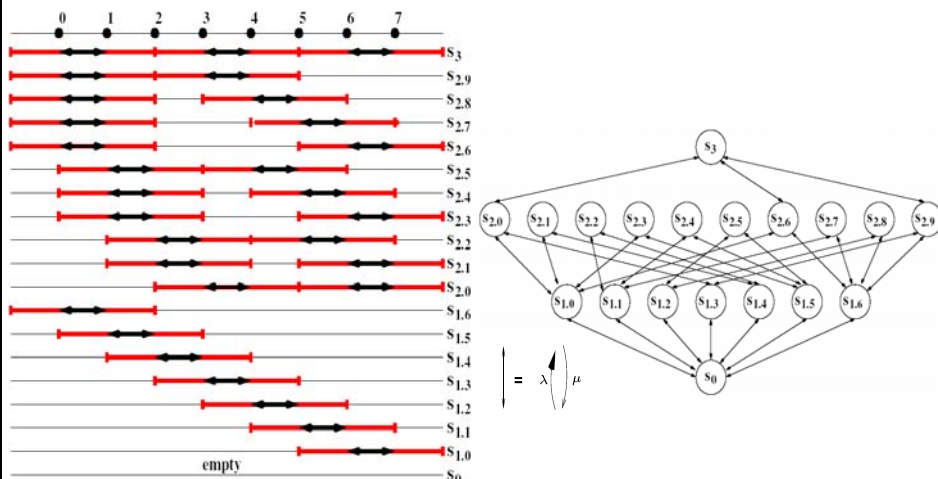 0 1 2 3 4 5 6 7
S3
S2.9
S2.8
S2.7
S2.6
S2.5
S2.4
S2.3
S2.2
S2.1
S2.0
S1.6
S1.5
S1.4
S1.3
S1.2
S1.1
S1.0
empty
S0
S3
S2.0 S2.1 S2.2 S2.3 S2.4 S2.5 S2.6 S2.7 S2.8 S2.9
S1.0 S1.1 S1.2 S1.3 S1.4 S1.5 S1.6
S0
= λ μ